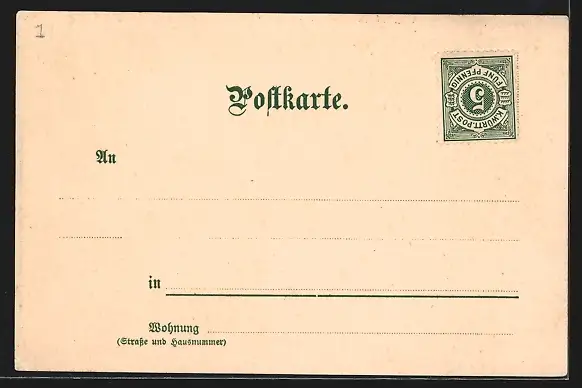 1
Postkarte.
K. WÜRTT. POST
5
FÜNF PFENNIG
An
in
Wohnung
(Straße und Hausnummer)